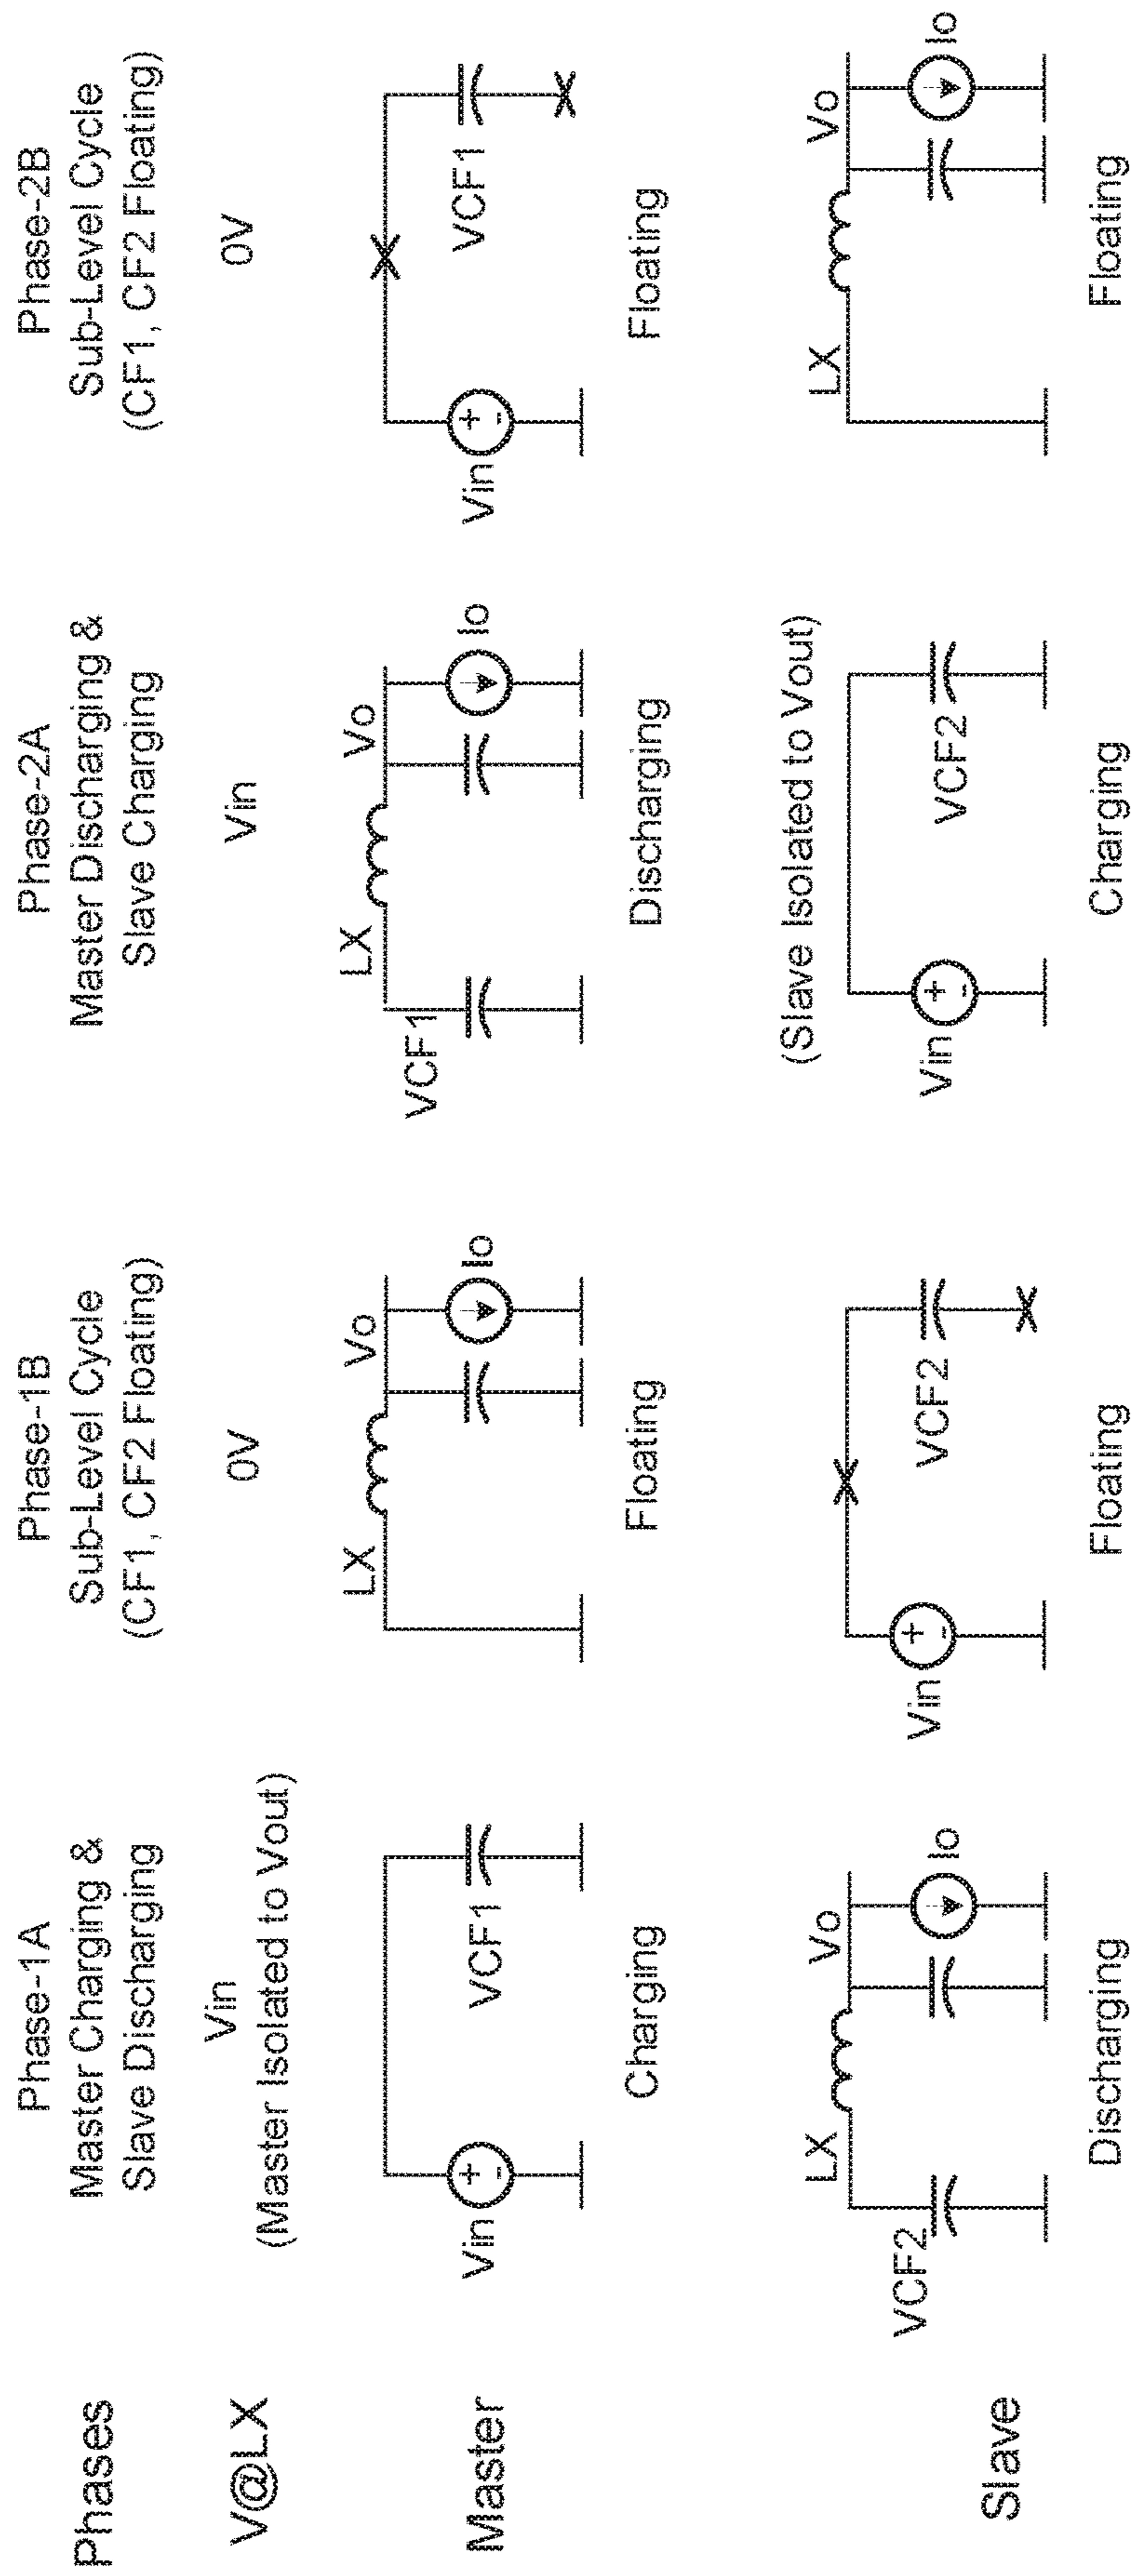 Phases
Phase-1A
Master Charging &
Slave Discharging
Phase-1B
Sub-Level Cycle
(CF1, CF2 Floating)
Phase-2A
Master Discharging &
Slave Charging
Phase-2B
Sub-Level Cycle
(CF1, CF2 Floating)
V@LX
Vin
(Master Isolated to Vout)
0V
Vin
0V
Master
Vin
+
-
VCF1
Charging
LX
Vo
Io
Floating
VCF1
LX
Vo
Io
Discharging
Vin
+
-
VCF1
Floating
Slave
VCF2
LX
Vo
Io
Discharging
Vin
+
-
VCF2
Floating
(Slave Isolated to Vout)
Vin
+
-
VCF2
Charging
LX
Vo
Io
Floating